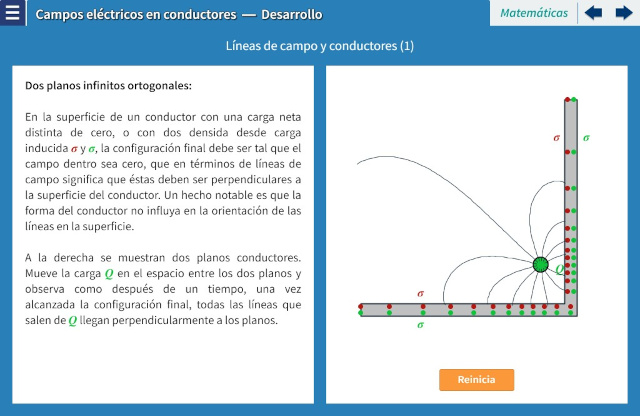 Campos eléctricos en conductores — Desarrollo
Matemáticas
Líneas de campo y conductores (1)
Dos planos infinitos ortogonales:
En la superficie de un conductor con una carga neta
distinta de cero, o con dos densida desde carga
inducida σ y σ, la configuración final debe ser tal que el
campo dentro sea cero, que en términos de líneas de
campo significa que éstas deben ser perpendiculares a
la superficie del conductor. Un hecho notable es que la
forma del conductor no influya en la orientación de las
líneas en la superficie.
A la derecha se muestran dos planos conductores.
Mueve la carga Q en el espacio entre los dos planos y
observa como después de un tiempo, una vez
alcanzada la configuración final, todas las líneas que
salen de Q llegan perpendicularmente a los planos.
σ σ
Q
σ
σ
Reinicia